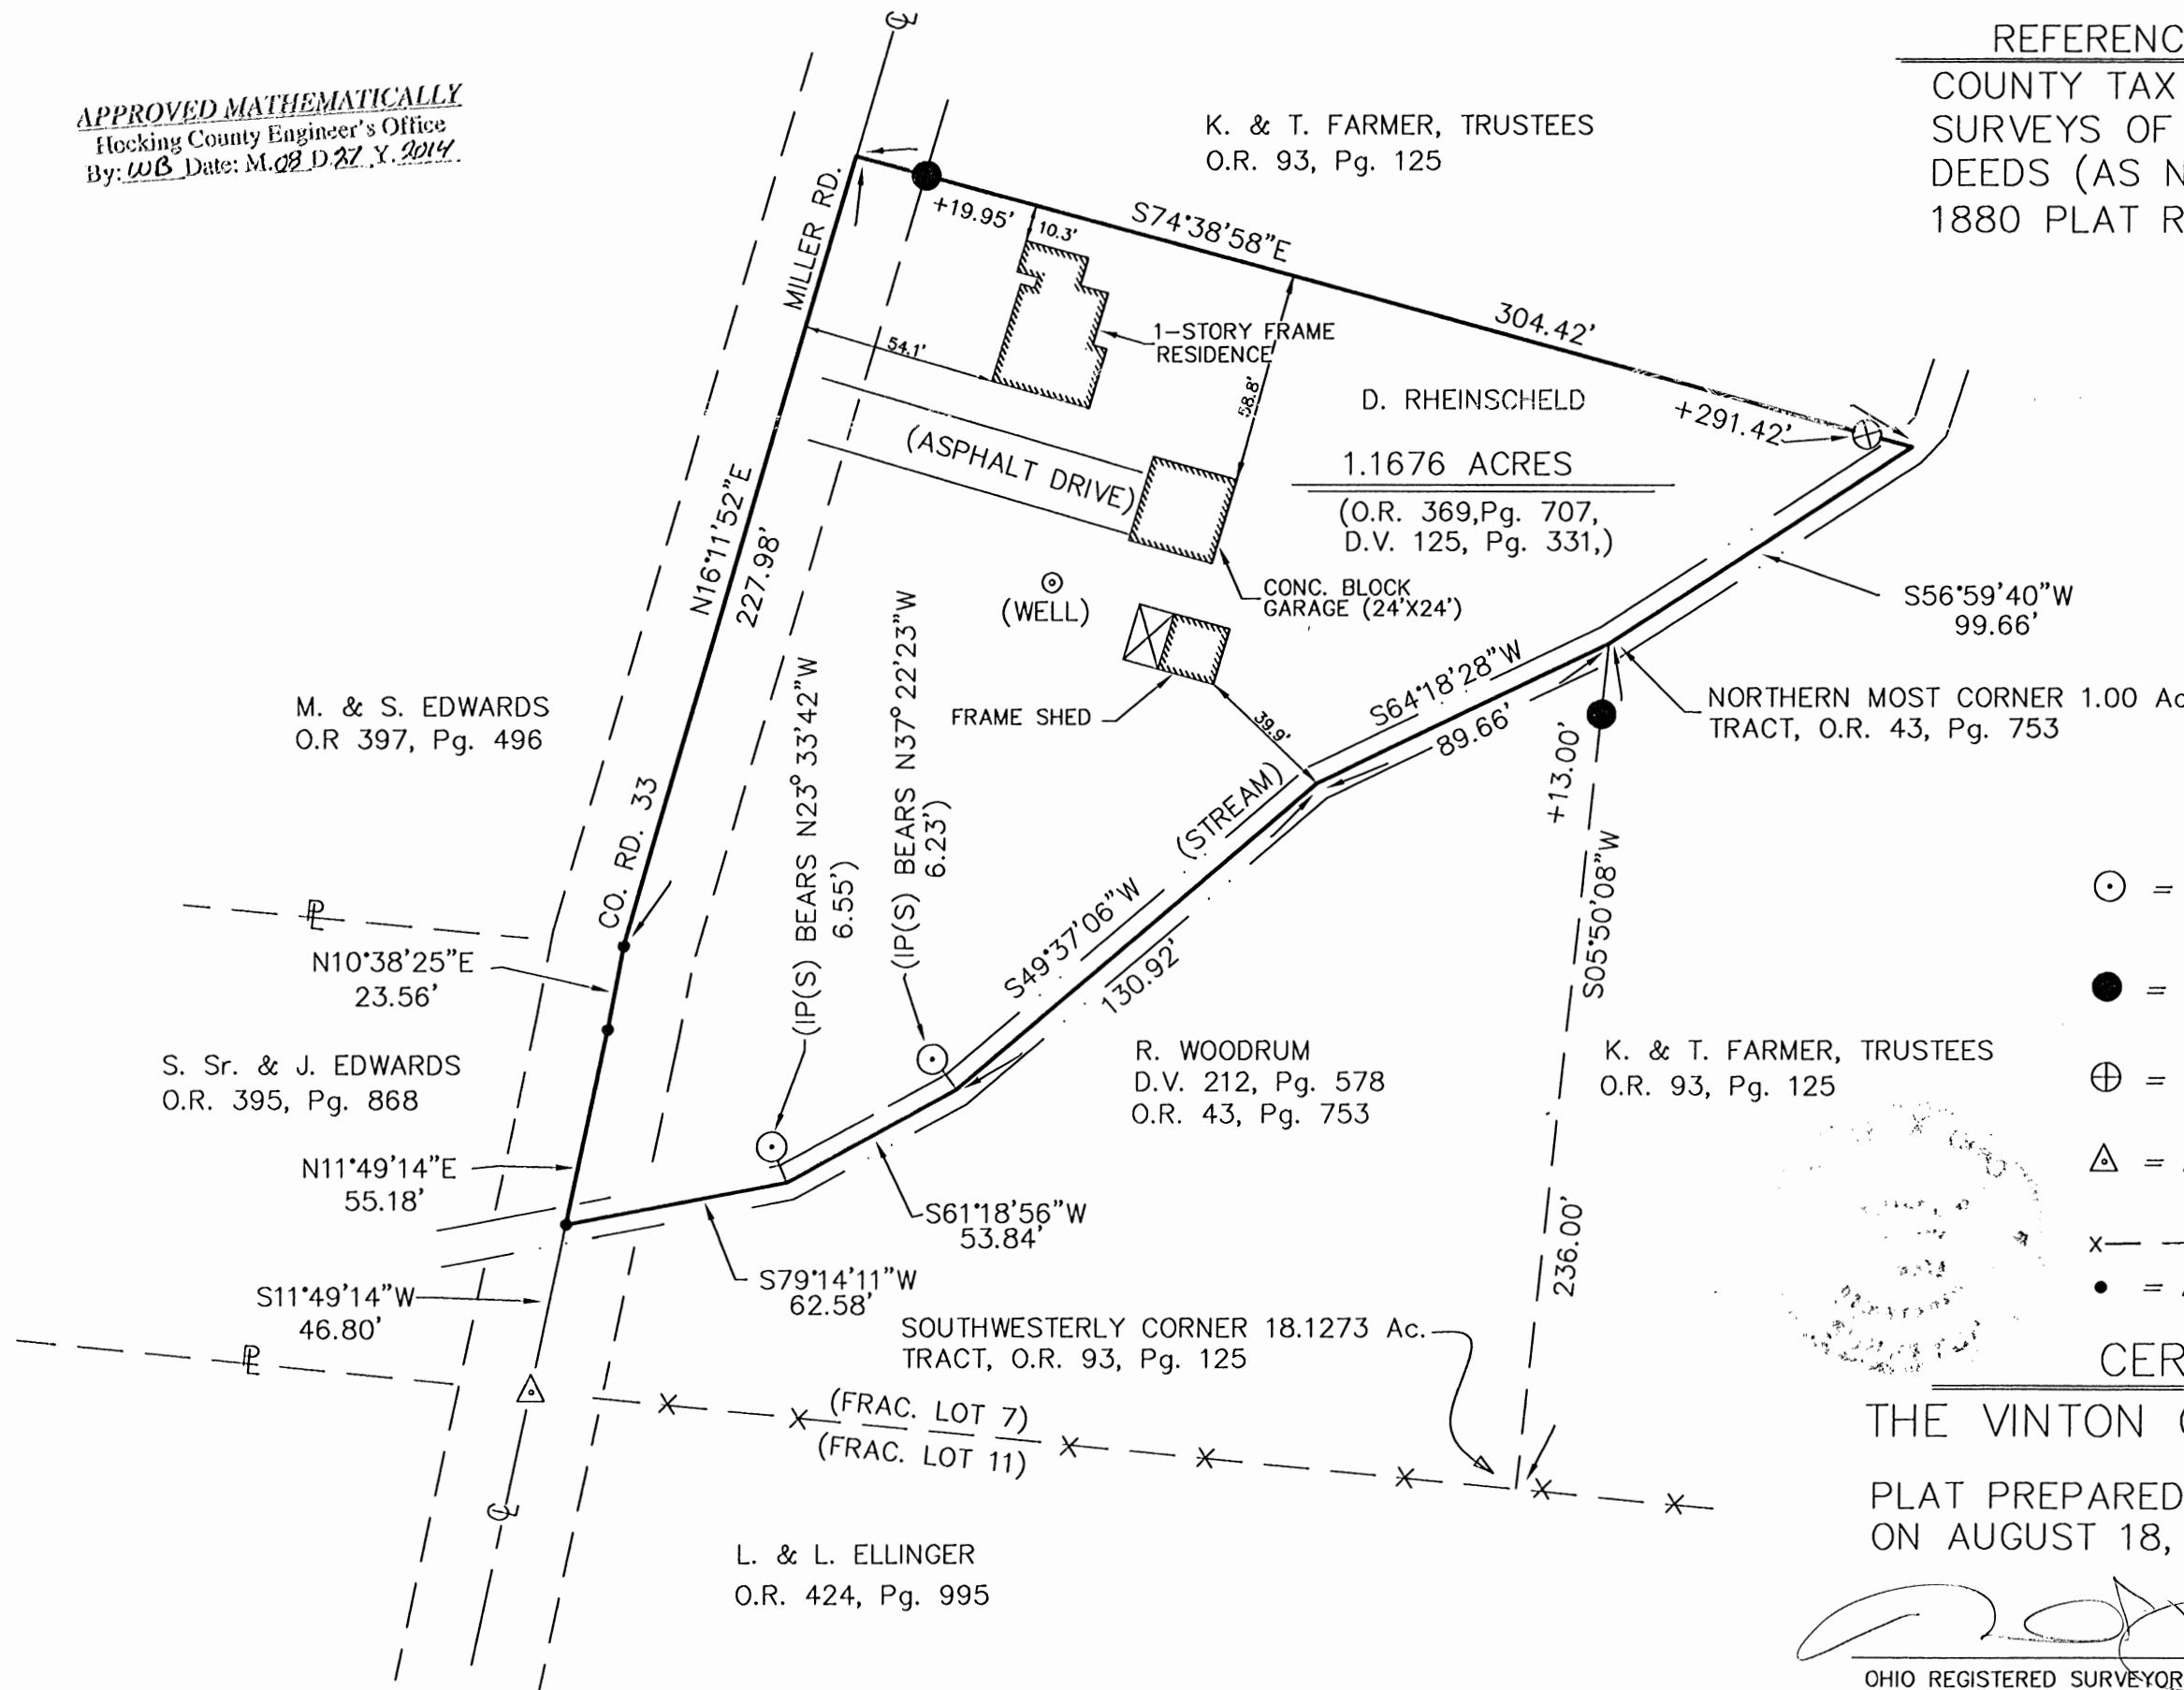 APPROVED MATHEMATICALLY
Hocking County Engineer's Office
By: WB Date: M. 08 D. 27 Y. 2014
REFERENC
COUNTY TAX
SURVEYS OF
DEEDS (AS N
1880 PLAT R
K. & T. FARMER, TRUSTEES
O.R. 93, Pg. 125
MILLER RD.
+19.95'
10.3'
S74°38'58"E
304.42'
1-STORY FRAME
RESIDENCE
54.1'
58.8'
D. RHEINSCHELD
+291.42'
1.1676 ACRES
(O.R. 369,Pg. 707,
D.V. 125, Pg. 331,)
(ASPHALT DRIVE)
N16°11'52"E
227.98'
(WELL)
CONC. BLOCK
GARAGE (24'X24')
S56°59'40"W
99.66'
FRAME SHED
39.9'
S64°18'28"W
89.66'
NORTHERN MOST CORNER 1.00 Ac
TRACT, O.R. 43, Pg. 753
M. & S. EDWARDS
O.R 397, Pg. 496
(IP(S) BEARS N23° 33'42"W
6.55')
(IP(S) BEARS N37° 22'23"W
6.23')
(STREAM)
+13.00'
S05°50'08"W
CO. RD. 33
S49°37'06"W
130.92'
⊙ =
● =
⊕ =
△ =
x— —
• =
PL
N10°38'25"E
23.56'
S. Sr. & J. EDWARDS
O.R. 395, Pg. 868
R. WOODRUM
D.V. 212, Pg. 578
O.R. 43, Pg. 753
K. & T. FARMER, TRUSTEES
O.R. 93, Pg. 125
N11°49'14"E
55.18'
S61°18'56"W
53.84'
236.00'
S79°14'11"W
62.58'
S11°49'14"W
46.80'
PL
SOUTHWESTERLY CORNER 18.1273 Ac.
TRACT, O.R. 93, Pg. 125
(FRAC. LOT 7)
(FRAC. LOT 11)
CER
THE VINTON
PLAT PREPARED
ON AUGUST 18,
L. & L. ELLINGER
O.R. 424, Pg. 995
OHIO REGISTERED SURVEYOR